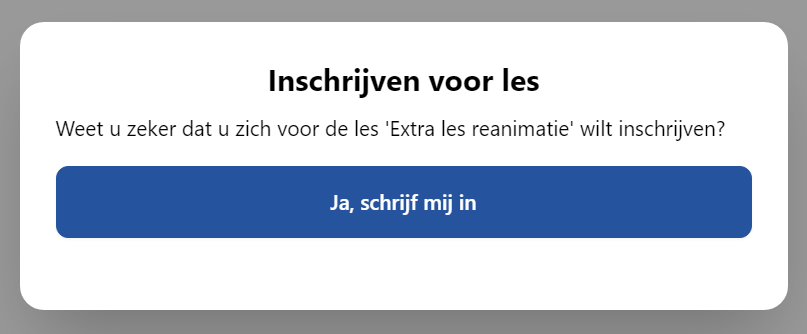 Inschrijven voor les
Weet u zeker dat u zich voor de les 'Extra les reanimatie' wilt inschrijven?
Ja, schrijf mij in